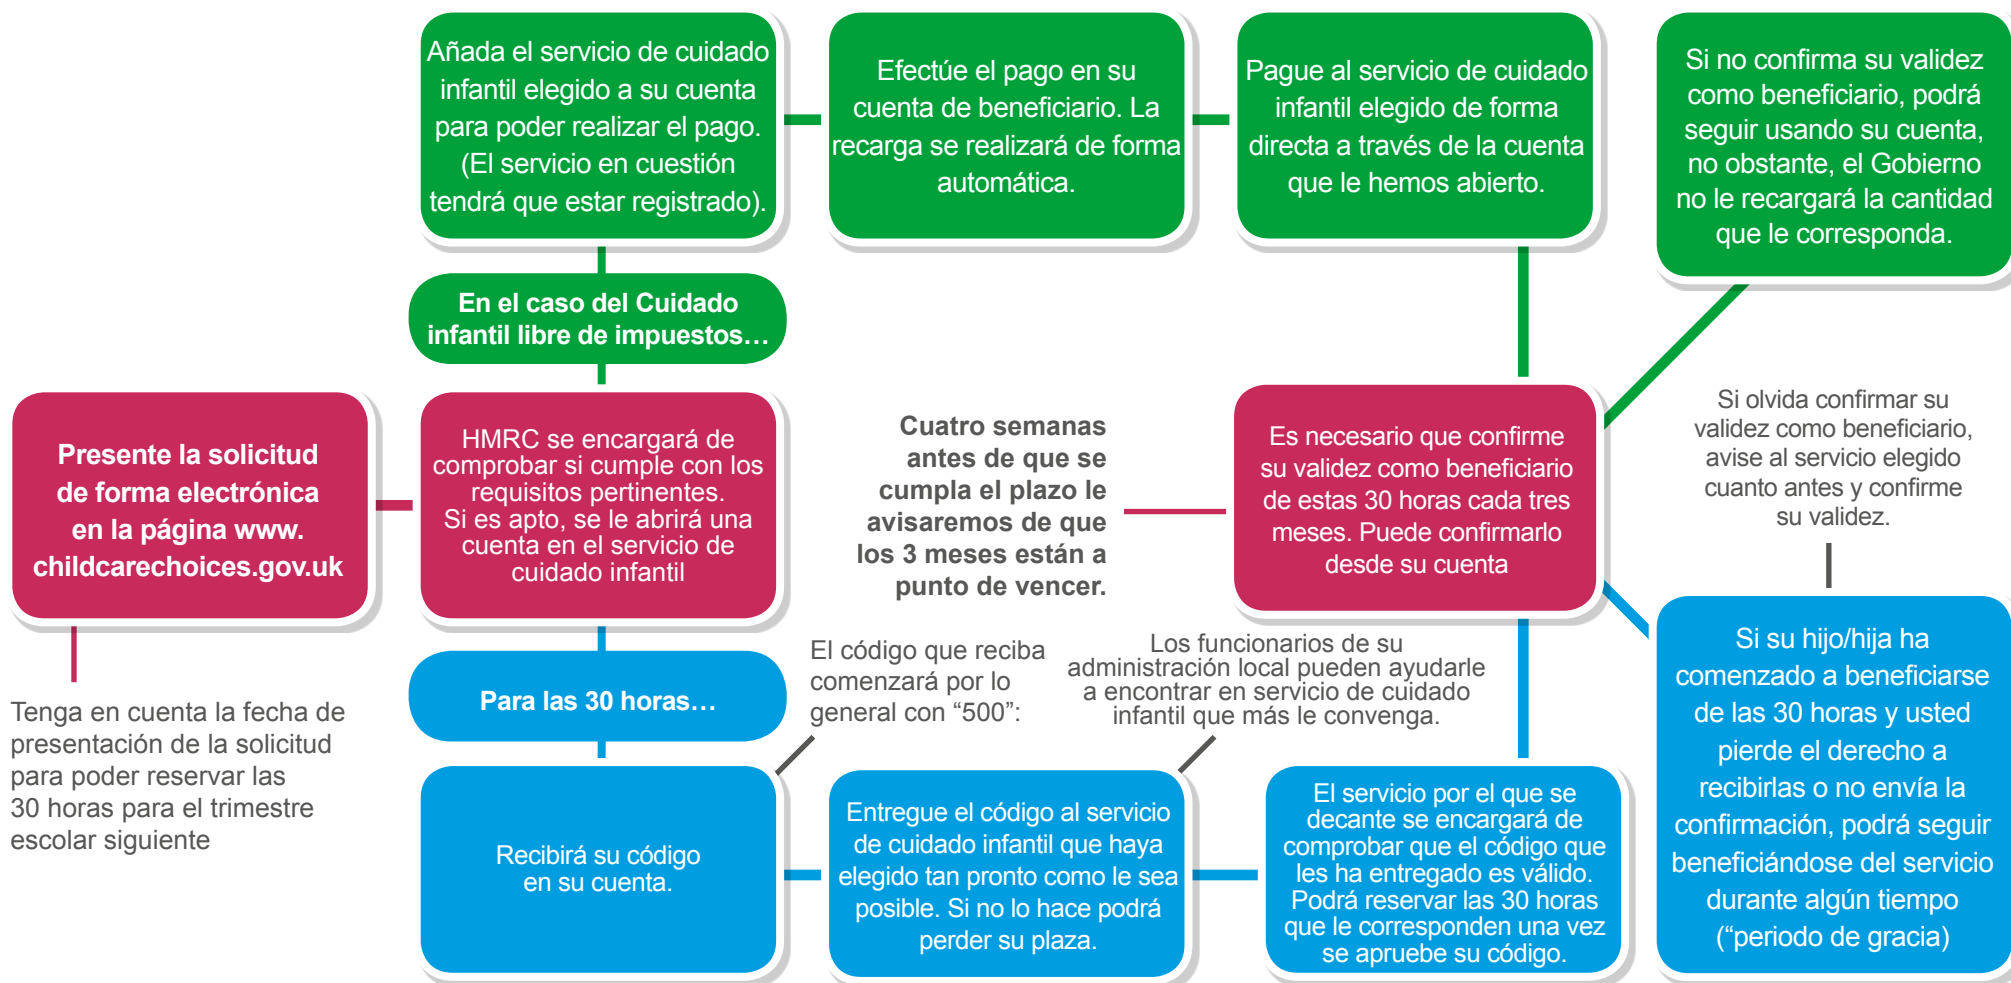 Añada el servicio de cuidado
infantil elegido a su cuenta
para poder realizar el pago.
(El servicio en cuestión
tendrá que estar registrado).
Efectúe el pago en su
cuenta de beneficiario. La
recarga se realizará de forma
automática.
Pague al servicio de cuidado
infantil elegido de forma
directa a través de la cuenta
que le hemos abierto.
Si no confirma su validez
como beneficiario, podrá
seguir usando su cuenta,
no obstante, el Gobierno
no le recargará la cantidad
que le corresponda.
En el caso del Cuidado
infantil libre de impuestos…
Presente la solicitud
de forma electrónica
en la página www.
childcarechoices.gov.uk
HMRC se encargará de
comprobar si cumple con los
requisitos pertinentes.
Si es apto, se le abrirá una
cuenta en el servicio de
cuidado infantil
Cuatro semanas
antes de que se
cumpla el plazo le
avisaremos de que
los 3 meses están a
punto de vencer.
Es necesario que confirme
su validez como beneficiario
de estas 30 horas cada tres
meses. Puede confirmarlo
desde su cuenta
Si olvida confirmar su
validez como beneficiario,
avise al servicio elegido
cuanto antes y confirme
su validez.
Tenga en cuenta la fecha de
presentación de la solicitud
para poder reservar las
30 horas para el trimestre
escolar siguiente
Para las 30 horas…
El código que reciba
comenzará por lo
general con “500”:
Los funcionarios de su
administración local pueden ayudarle
a encontrar en servicio de cuidado
infantil que más le convenga.
Recibirá su código
en su cuenta.
Entregue el código al servicio
de cuidado infantil que haya
elegido tan pronto como le sea
posible. Si no lo hace podrá
perder su plaza.
El servicio por el que se
decante se encargará de
comprobar que el código que
les ha entregado es válido.
Podrá reservar las 30 horas
que le corresponden una vez
se apruebe su código.
Si su hijo/hija ha
comenzado a beneficiarse
de las 30 horas y usted
pierde el derecho a
recibirlas o no envía la
confirmación, podrá seguir
beneficiándose del servicio
durante algún tiempo
(“periodo de gracia)